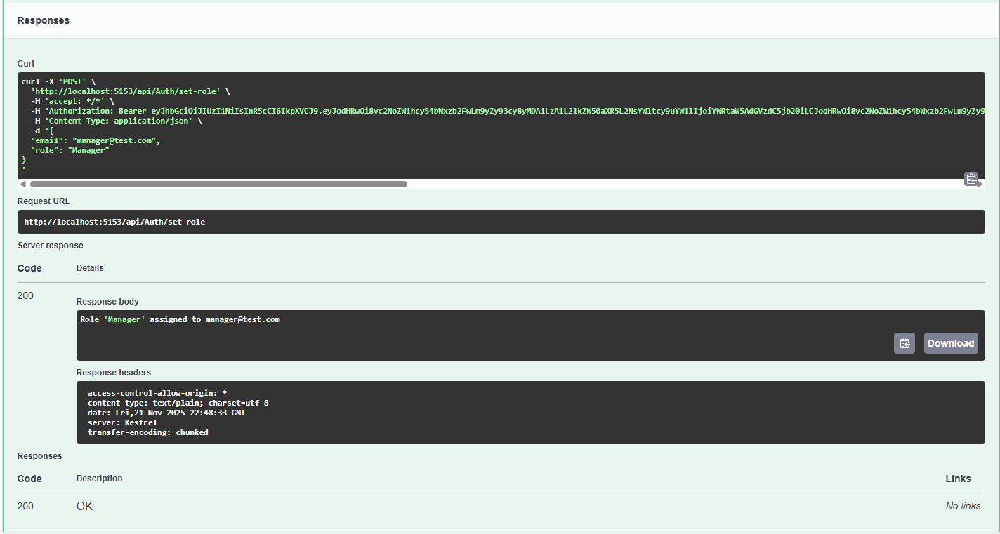 Responses
Curl
curl -X 'POST' \
'http://localhost:5153/api/Auth/set-role' \
-H 'accept: */*' \
-H 'Authorization: Bearer eyJhbGciOiJIUzI1NiIsInR5cCI6IkpXVCJ9.eyJodHRwOi8vc2NoZW1hcy54bWxzb2FwLm9yZy93cy8yMDA1LzA1L2lkZW50aXR5L2NsYWltcy9uYW1lIjoiYWRtaW5AdGVzdC5jb20iLCJodHRwOi8vc2NoZW1hcy54bWxzb2FwLm9yZy9
-H 'Content-Type: application/json' \
-d '{
"email": "manager@test.com",
"role": "Manager"
}
'
Request URL
http://localhost:5153/api/Auth/set-role
Server response
Code Details
200
Response body
Role 'Manager' assigned to manager@test.com
Download
Response headers
access-control-allow-origin: *
content-type: text/plain; charset=utf-8
date: Fri,21 Nov 2025 22:48:33 GMT
server: Kestrel
transfer-encoding: chunked
Responses
Code Description Links
200 OK No links